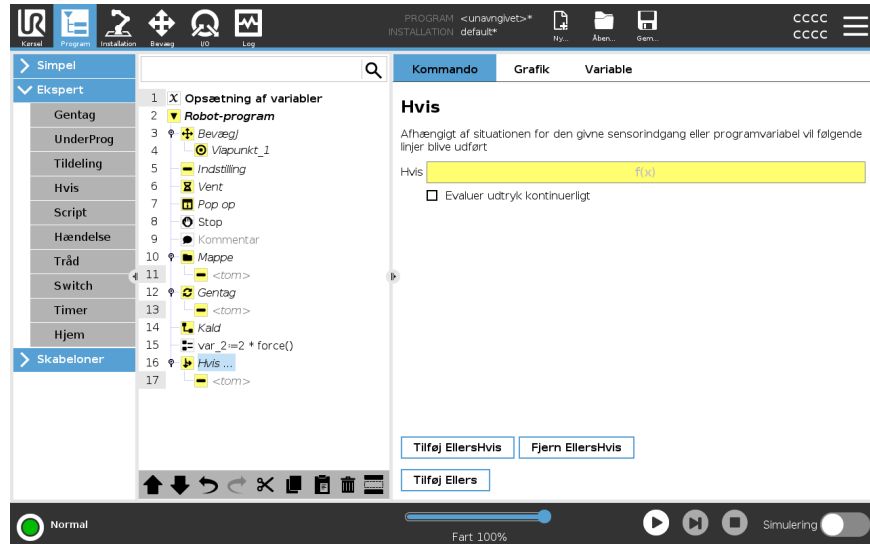 PROGRAM <unavngivet>*
INSTALLATION default*
Kørsel Program Installation Bevæg I/O Log
Ny... Åben... Gem...
CCCC
CCCC
Simpel
Ekspert
Gentag
UnderProg
Tildeling
Hvis
Script
Hændelse
Tråd
Switch
Timer
Hjem
Skabeloner
1 X Opsætning af variabler
2 Robot-program
3 BevægJ
4 Viapunkt_1
5 Indstilling
6 Vent
7 Pop op
8 Stop
9 Kommentar
10 Mappe
11 <tom>
12 Gentag
13 <tom>
14 Kald
15 var_2:=2 * force()
16 Hvis ...
17 <tom>
Kommando Grafik Variable
Hvis
Afhængigt af situationen for den givne sensorindgang eller programvariabel vil følgende
linjer blive udført
Hvis f(x)
Evaluer udtryk kontinuerligt
Tilføj EllersHvis Fjern EllersHvis
Tilføj Ellers
Normal
Fart 100%
Simulering